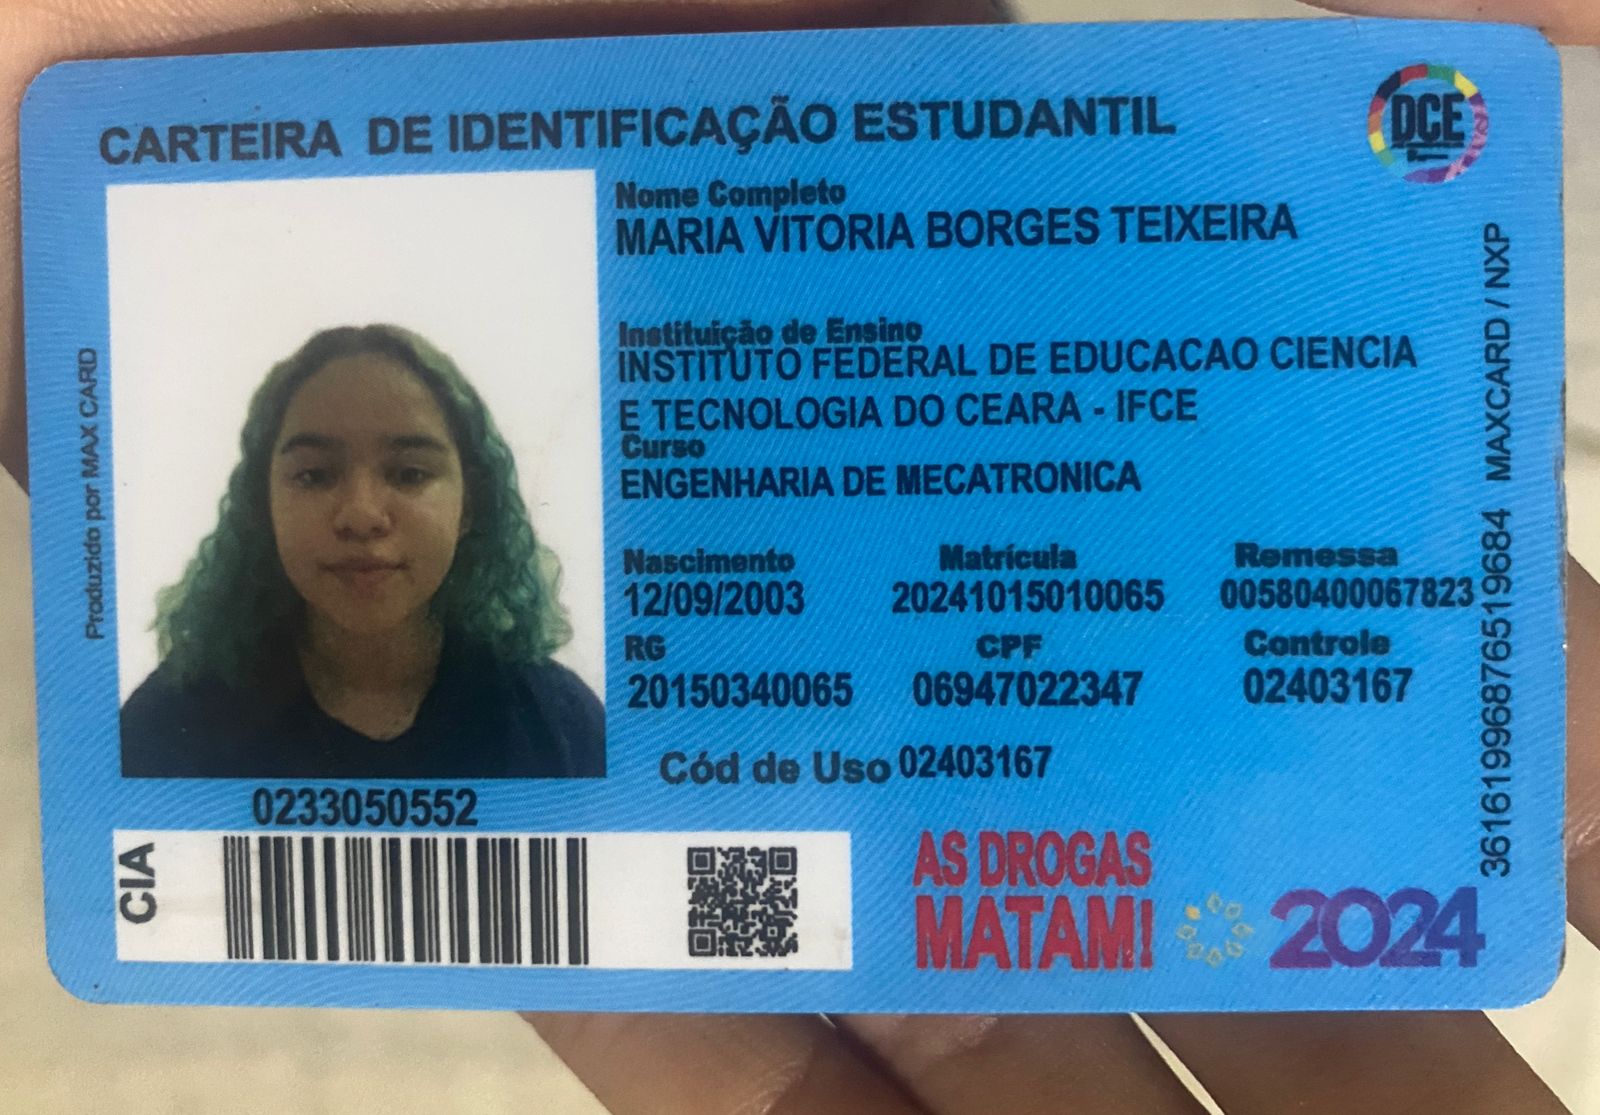 CARTEIRA DE IDENTIFICAÇÃO ESTUDANTIL
DCE
Nome Completo
MARIA VITORIA BORGES TEIXEIRA
Instituição de Ensino
INSTITUTO FEDERAL DE EDUCACAO CIENCIA
E TECNOLOGIA DO CEARA - IFCE
Curso
ENGENHARIA DE MECATRONICA
Nascimento Matrícula Remessa
12/09/2003 20241015010065 00580400067823
RG CPF Controle
20150340065 06947022347 02403167
Cód de Uso 02403167
0233050552
CIA
AS DROGAS
MATAM!
2024
Produzido por MAX CARD
36161996876519684 MAXCARD / NXP